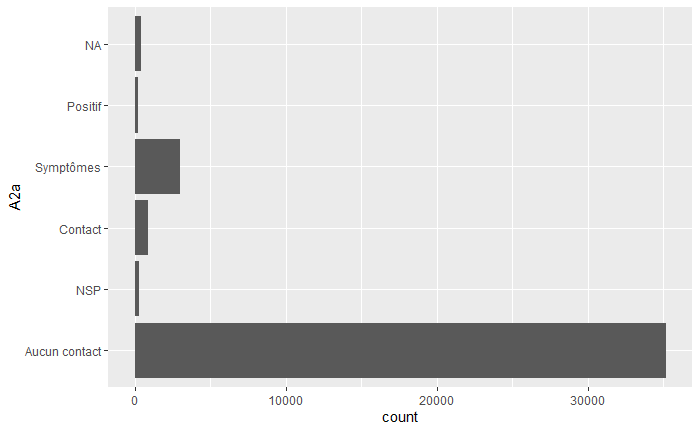 NA
Positif
Symptômes
Contact
NSP
Aucun contact
A2a
0
10000
20000
30000
count